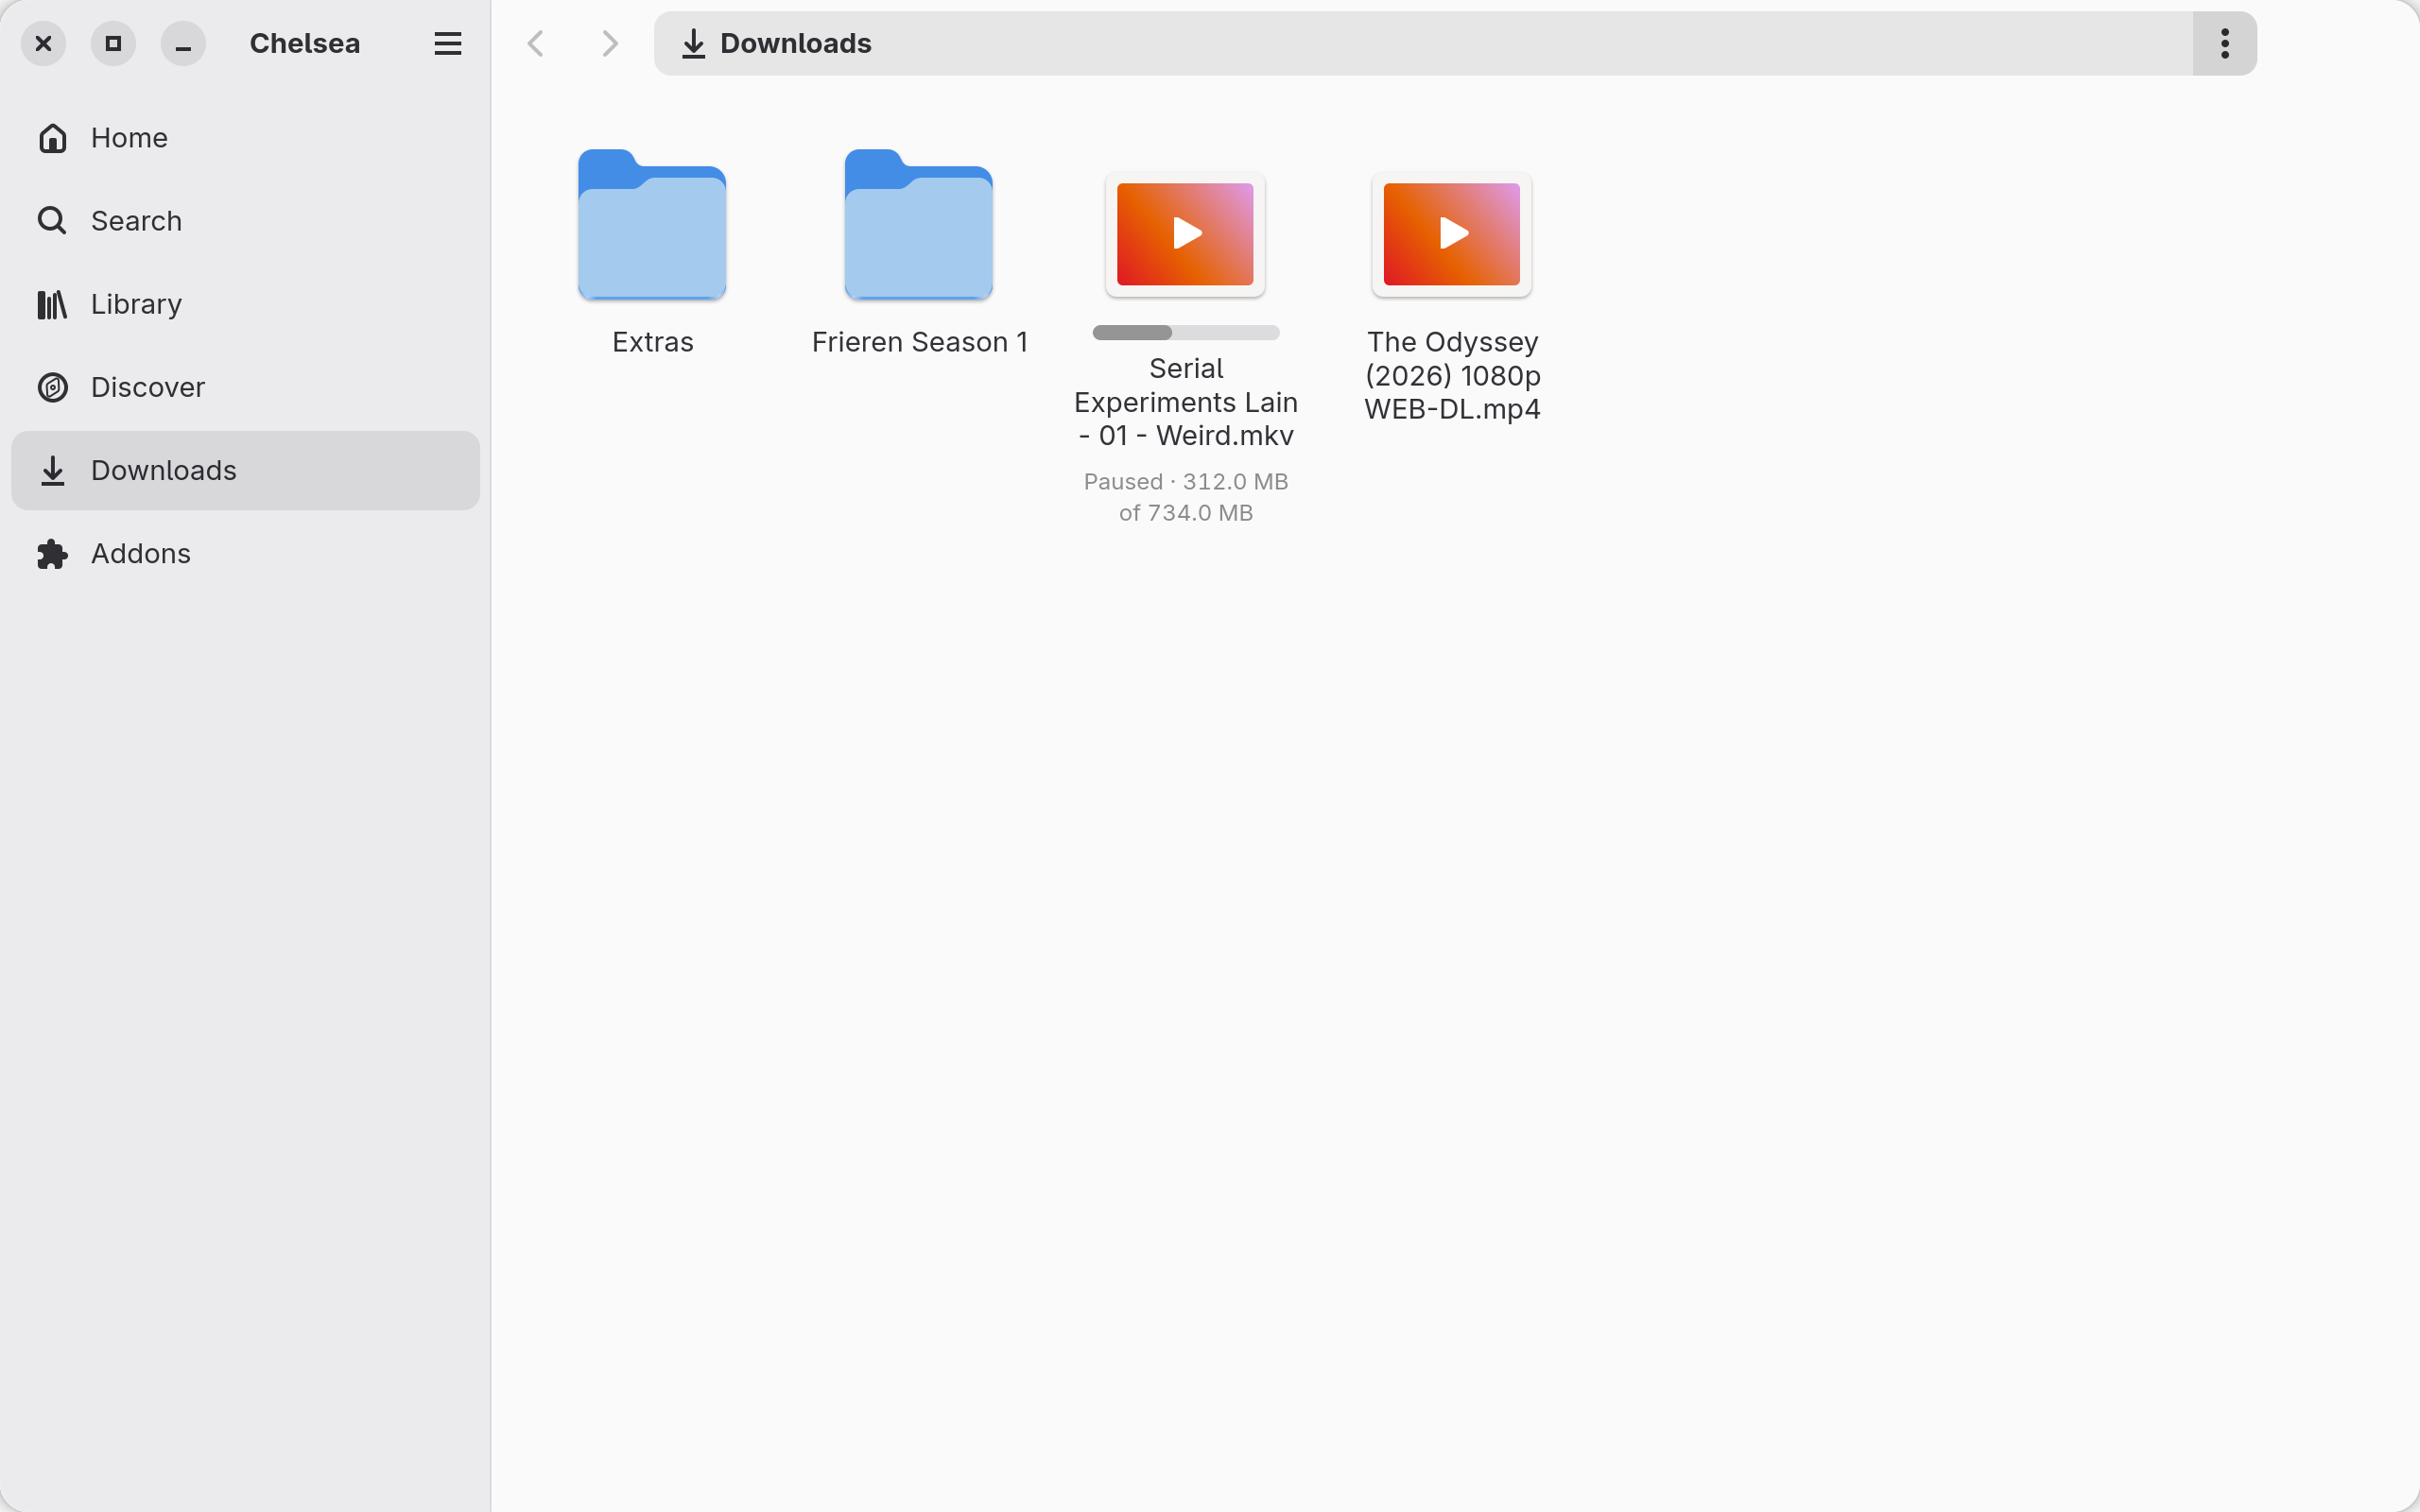 Chelsea
Home
Search
Library
Discover
Downloads
Addons
Downloads
Extras
Frieren Season 1
Serial
Experiments Lain
- 01 - Weird.mkv
Paused · 312.0 MB
of 734.0 MB
The Odyssey
(2026) 1080p
WEB-DL.mp4